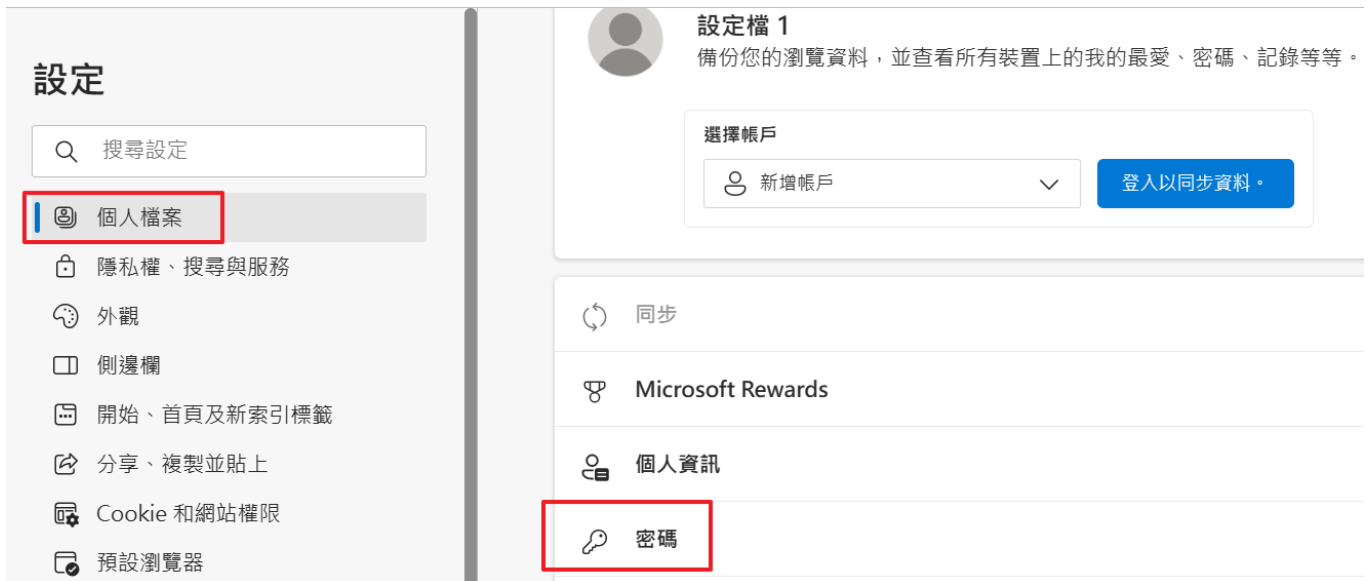 設定
搜尋設定
個人檔案
隱私權、搜尋與服務
外觀
側邊欄
開始、首頁及新索引標籤
分享、複製並貼上
Cookie 和網站權限
預設瀏覽器
設定檔 1
備份您的瀏覽資料，並查看所有裝置上的我的最愛、密碼、記錄等等。
選擇帳戶
新增帳戶
登入以同步資料。
同步
Microsoft Rewards
個人資訊
密碼